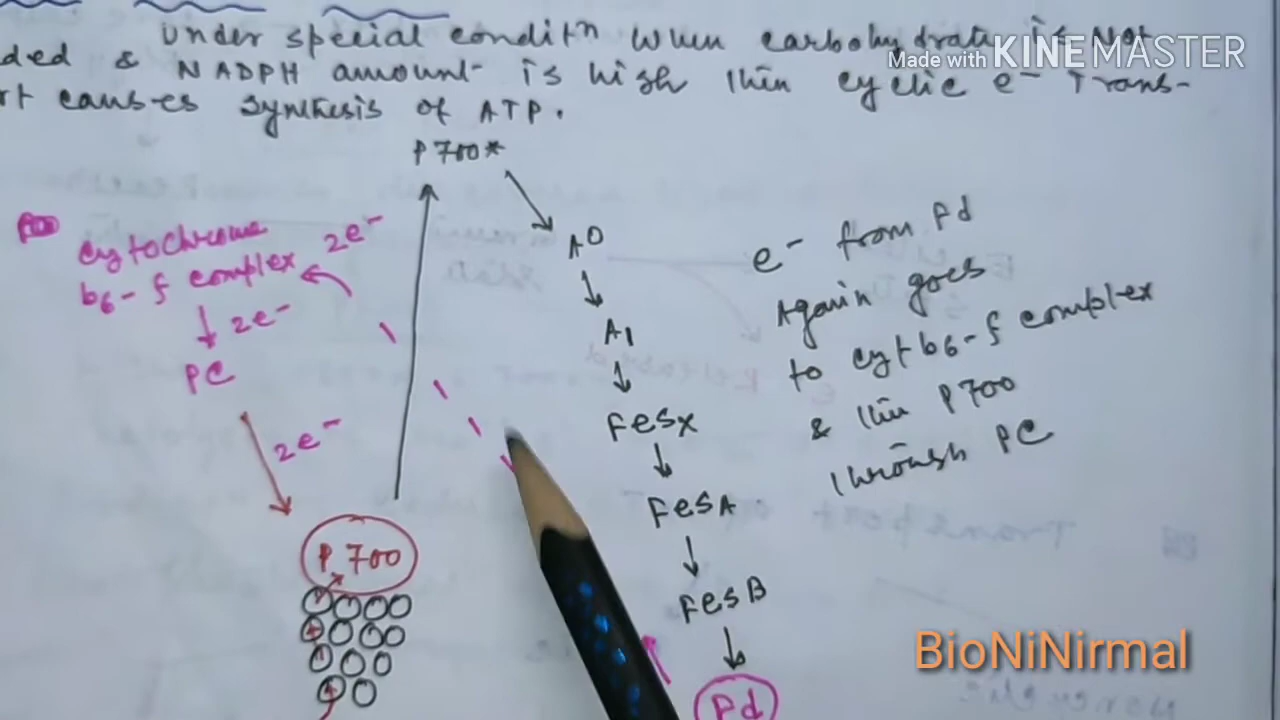 under special conditn when carbohydrate is Not
ded & NADPH amount is high then cyclic e- Trans-
rt causes synthesis of ATP.
Made with KINEMASTER
P700*
cytochrome
b6-f complex
2e-
2e-
PC
2e-
P 700
A0
A1
FesX
FesA
FesB
Fd
e- from Fd
Again goes
to cyt b6-f complex
& then P700
through PC
BioNiNirmal